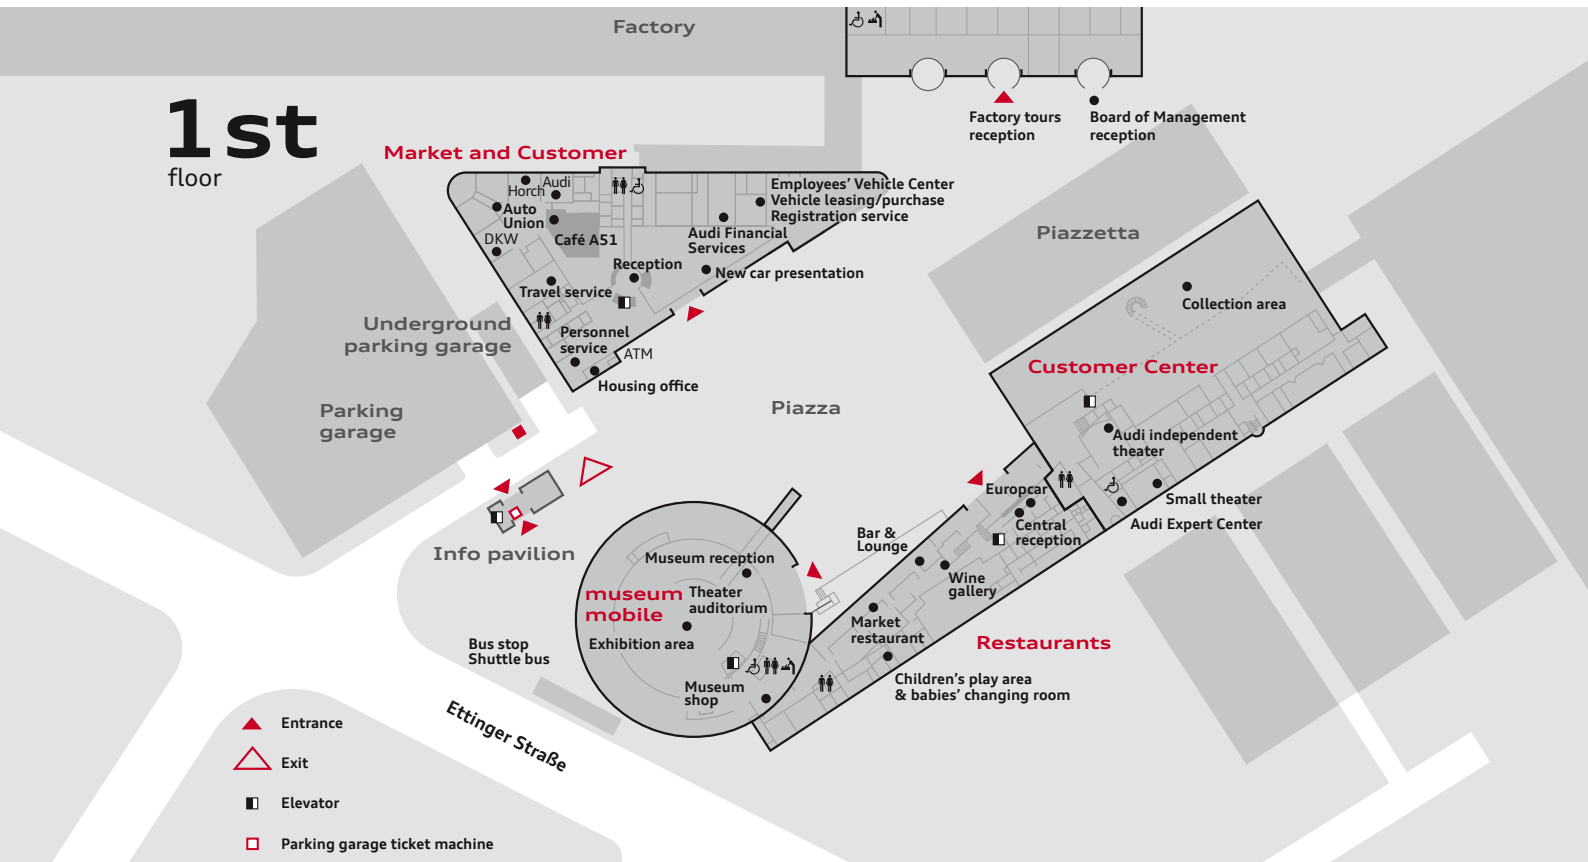 Factory
1st
floor
Factory tours
reception
Board of Management
reception
Market and Customer
Horch
Audi
Auto
Union
DKW
Café A51
Employees’ Vehicle Center
Vehicle leasing/purchase
Registration service
Audi Financial
Services
Reception
New car presentation
Travel service
Personnel
service
ATM
Housing office
Underground
parking garage
Parking
garage
Piazza
Piazzetta
Collection area
Customer Center
Audi independent
theater
Small theater
Audi Expert Center
Europcar
Central
reception
Bar &
Lounge
Wine
gallery
Market
restaurant
Restaurants
Children’s play area
& babies’ changing room
Info pavilion
Museum reception
museum
mobile
Theater
auditorium
Exhibition area
Museum
shop
Bus stop
Shuttle bus
Ettinger Straße
Entrance
Exit
Elevator
Parking garage ticket machine